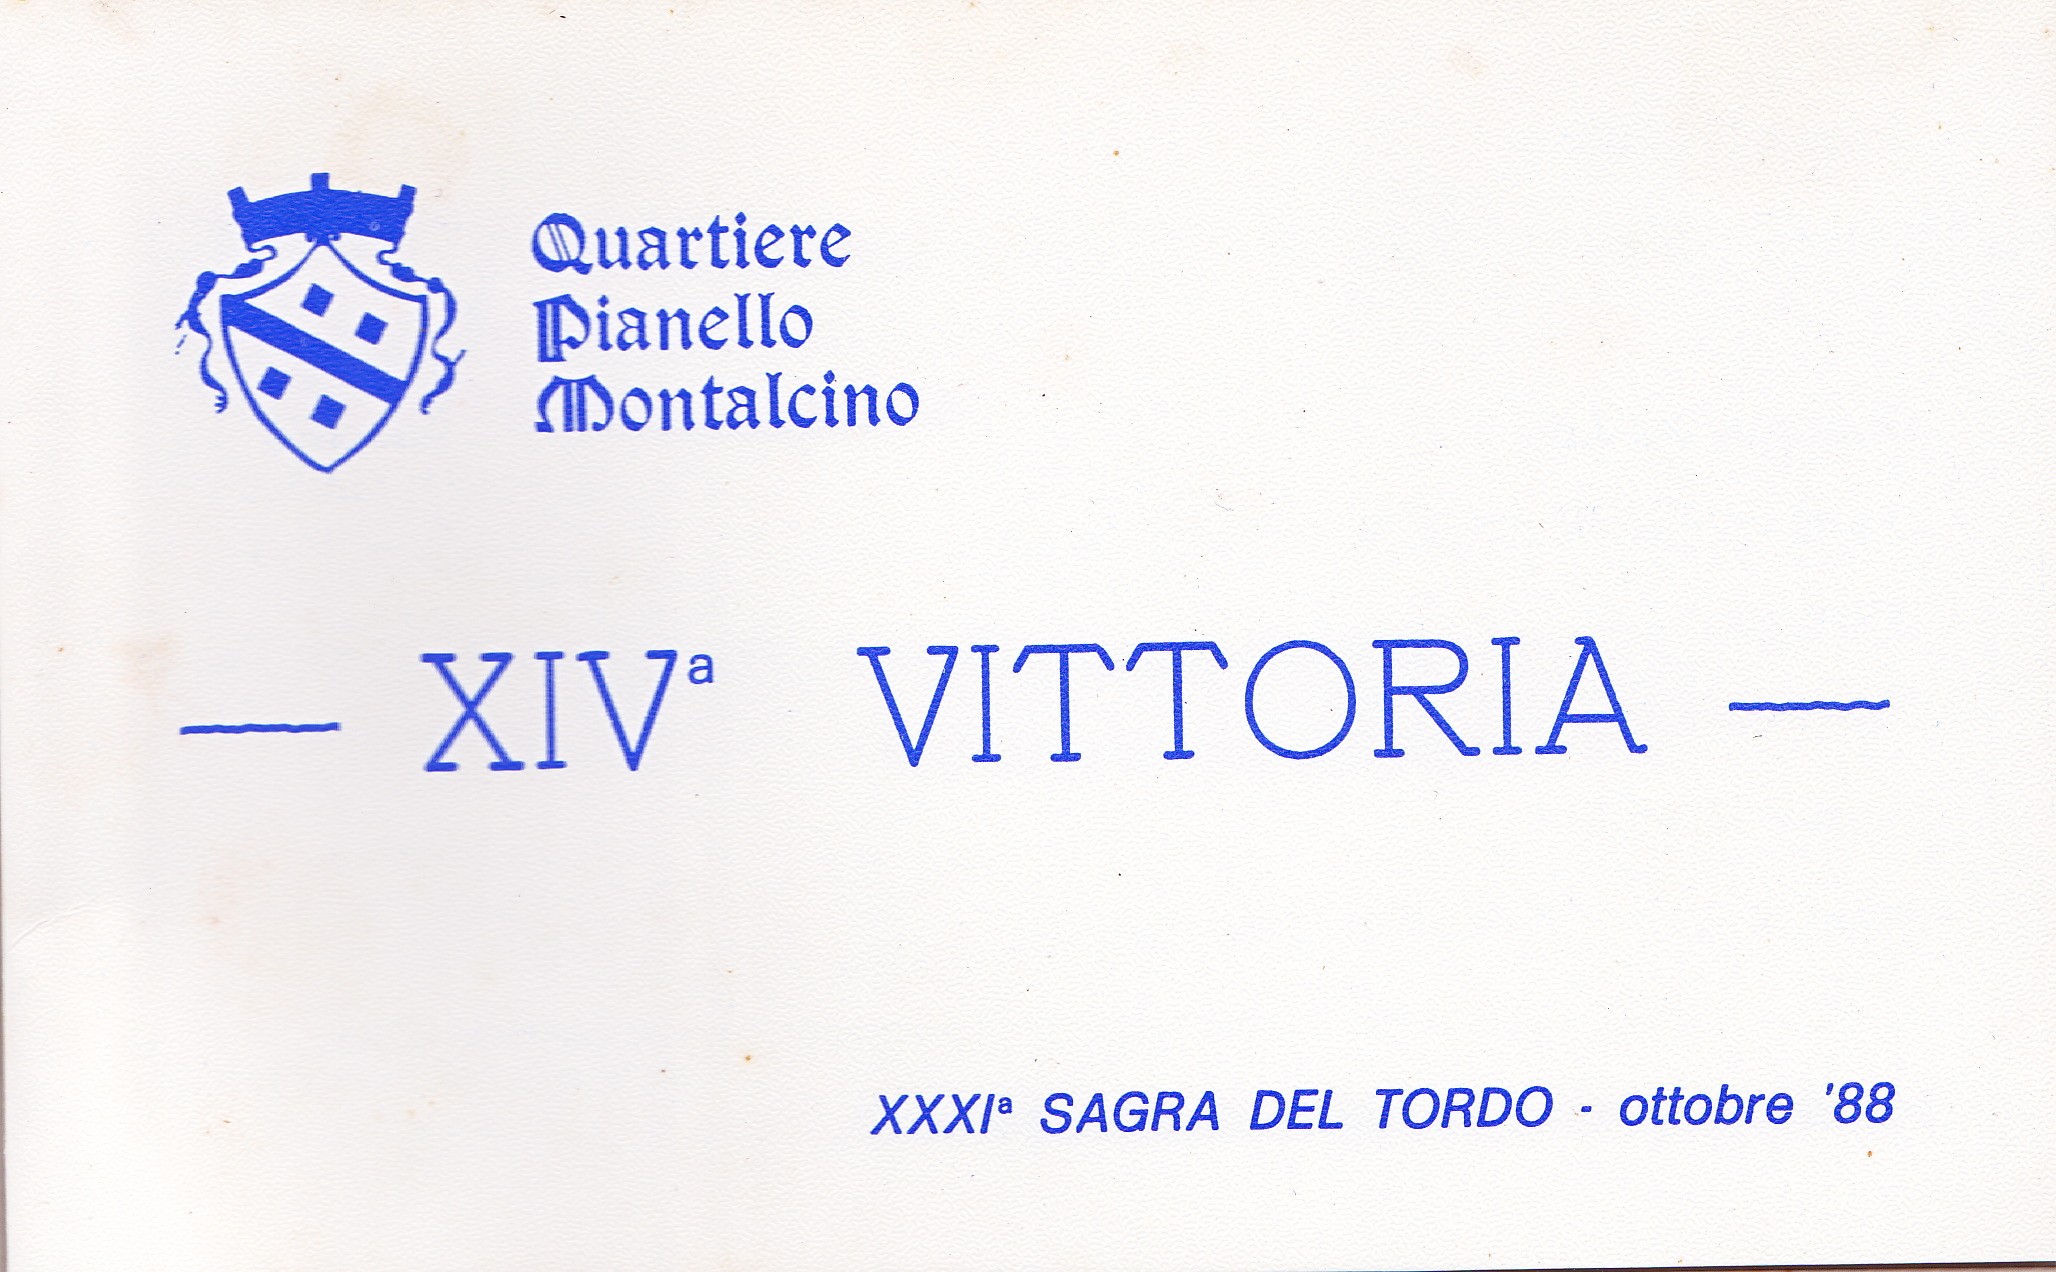 Quartiere
Pianello
Montalcino
— XIVª VITTORIA —
XXXIª SAGRA DEL TORDO - ottobre '88